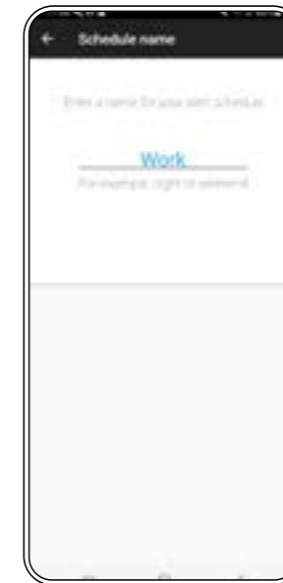 Schedule name
Enter a name for your alert schedule
Work
For example, night or weekend